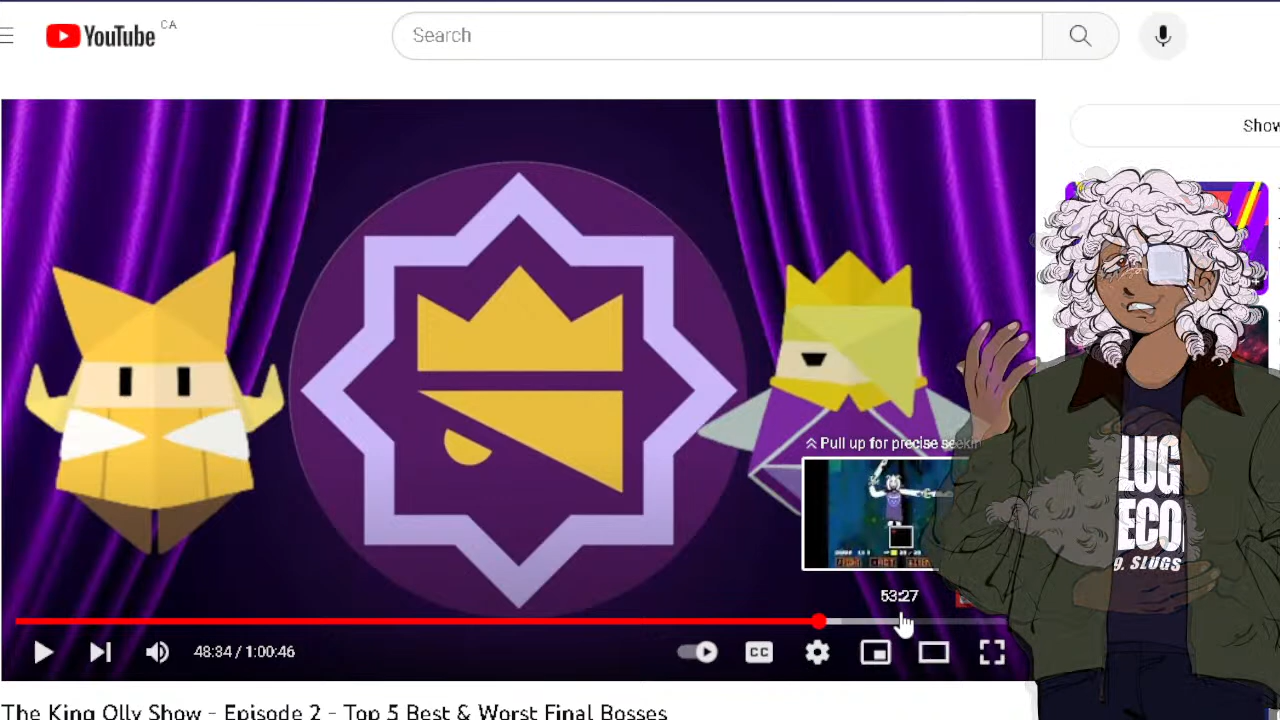 YouTube CA
Search
Show
Pull up for precise seekin
53:27
48:34 / 1:00:46
CC
LUG
ECO
9. SLUGS
The King Olly Show - Episode 2 - Top 5 Best & Worst Final Bosses